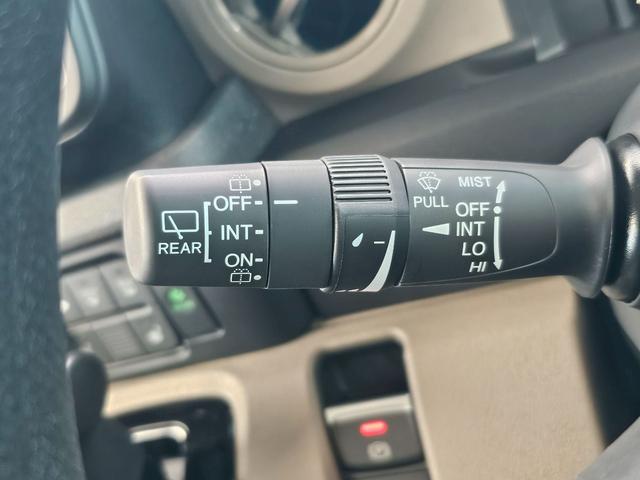 OFF
INT
ON
REAR
PULL
MIST
OFF
INT
LO
HI